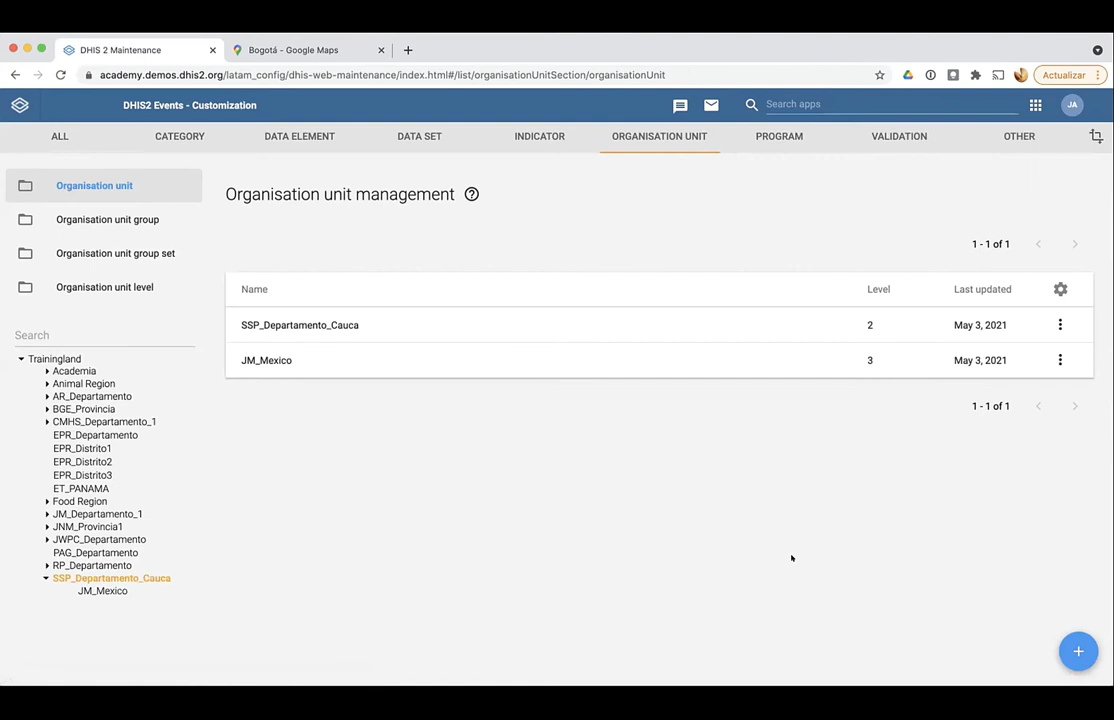 DHIS 2 Maintenance
Bogotá - Google Maps
academy.demos.dhis2.org/latam_config/dhis-web-maintenance/index.html#/list/organisationUnitSection/organisationUnit
Actualizar
DHIS2 Events - Customization
Search apps
JA
ALL
CATEGORY
DATA ELEMENT
DATA SET
INDICATOR
ORGANISATION UNIT
PROGRAM
VALIDATION
OTHER
Organisation unit
Organisation unit group
Organisation unit group set
Organisation unit level
Search
Trainingland
Academia
Animal Region
AR_Departamento
BGE_Provincia
CMHS_Departamento_1
EPR_Departamento
EPR_Distrito1
EPR_Distrito2
EPR_Distrito3
ET_PANAMA
Food Region
JM_Departamento_1
JNM_Provincia1
JWPC_Departamento
PAG_Departamento
RP_Departamento
SSP_Departamento_Cauca
JM_Mexico
Organisation unit management
1 - 1 of 1
Name Level Last updated
SSP_Departamento_Cauca 2 May 3, 2021
JM_Mexico 3 May 3, 2021
1 - 1 of 1